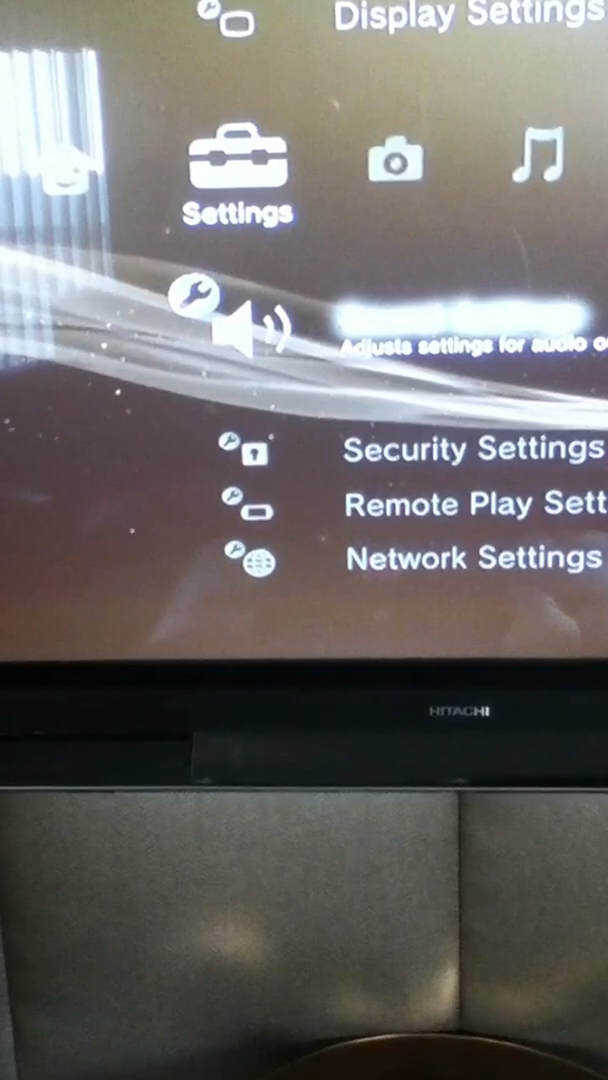 Display Settings
Settings
Adjusts settings for audio o
Security Settings
Remote Play Sett
Network Settings
HITACHI